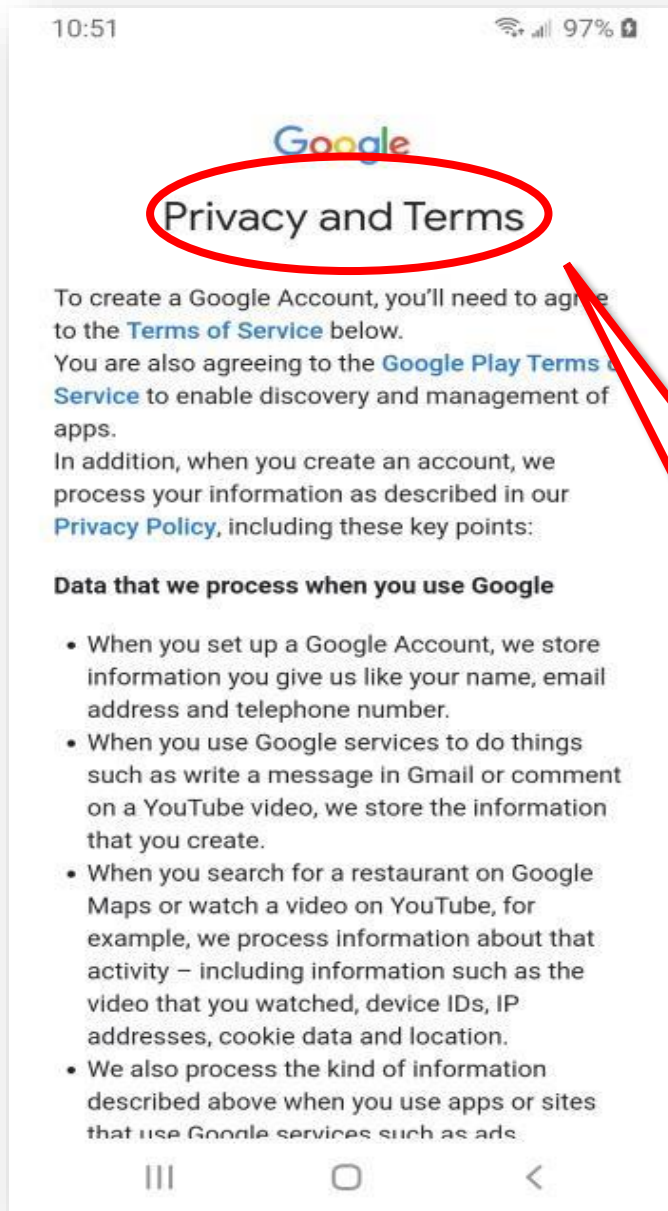 10:51
97%
Google
Privacy and Terms
To create a Google Account, you'll need to agree
to the Terms of Service below.
You are also agreeing to the Google Play Terms
Service to enable discovery and management of
apps.
In addition, when you create an account, we
process your information as described in our
Privacy Policy, including these key points:
Data that we process when you use Google
• When you set up a Google Account, we store
information you give us like your name, email
address and telephone number.
• When you use Google services to do things
such as write a message in Gmail or comment
on a YouTube video, we store the information
that you create.
• When you search for a restaurant on Google
Maps or watch a video on YouTube, for
example, we process information about that
activity – including information such as the
video that you watched, device IDs, IP
addresses, cookie data and location.
• We also process the kind of information
described above when you use apps or sites
that use Google services such as ads